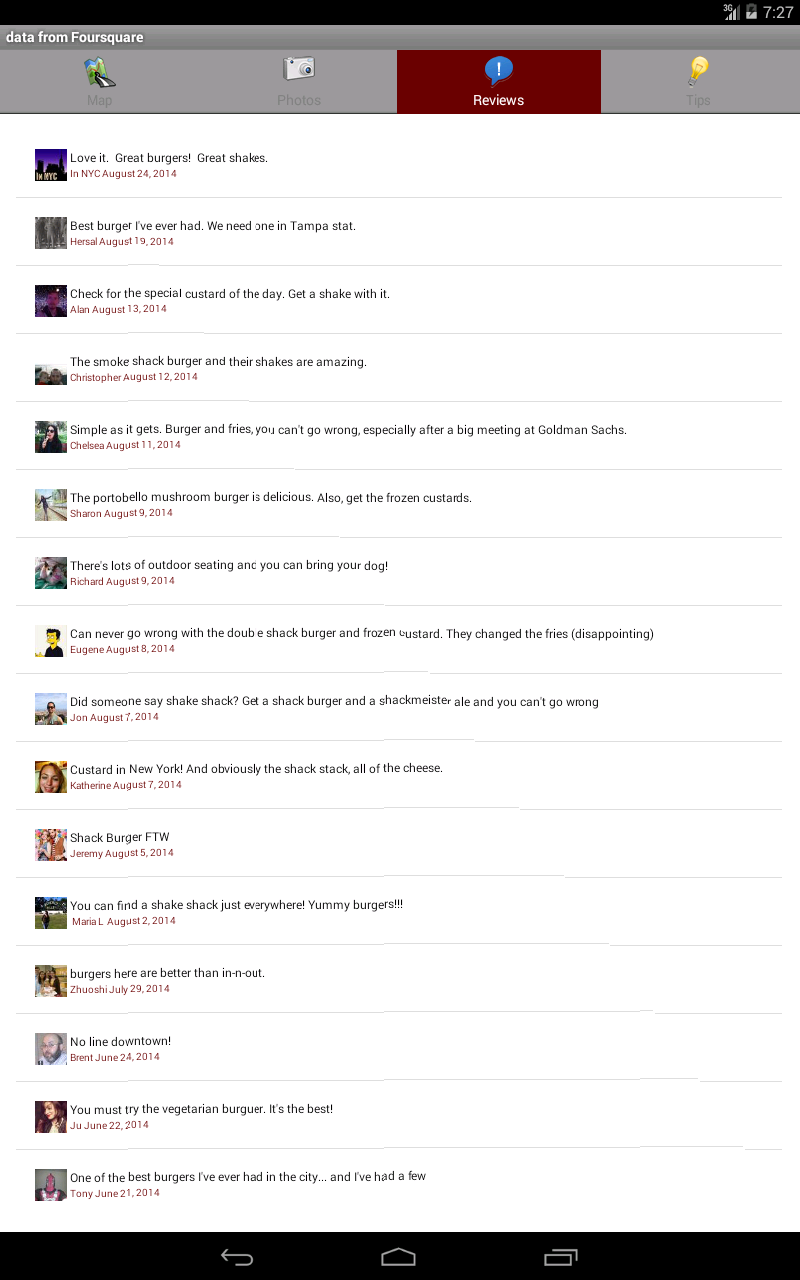 3G 7:27
data from Foursquare
Map Photos Reviews Tips
Love it. Great burgers! Great shakes.
In NYC August 24, 2014
Best burger I've ever had. We need one in Tampa stat.
Hersal August 19, 2014
Check for the special custard of the day. Get a shake with it.
Alan August 13, 2014
The smoke shack burger and their shakes are amazing.
Christopher August 12, 2014
Simple as it gets. Burger and fries, you can't go wrong, especially after a big meeting at Goldman Sachs.
Chelsea August 11, 2014
The portobello mushroom burger is delicious. Also, get the frozen custards.
Sharon August 9, 2014
There's lots of outdoor seating and you can bring your dog!
Richard August 9, 2014
Can never go wrong with the double shack burger and frozen custard. They changed the fries (disappointing)
Eugene August 8, 2014
Did someone say shake shack? Get a shack burger and a shackmeister ale and you can't go wrong
Jon August 7, 2014
Custard in New York! And obviously the shack stack, all of the cheese.
Katherine August 7, 2014
Shack Burger FTW
Jeremy August 5, 2014
You can find a shake shack just everywhere! Yummy burgers!!!
Maria L August 2, 2014
burgers here are better than in-n-out.
Zhuoshi July 29, 2014
No line downtown!
Brent June 24, 2014
You must try the vegetarian burguer. It's the best!
Ju June 22, 2014
One of the best burgers I've ever had in the city... and I've had a few
Tony June 21, 2014